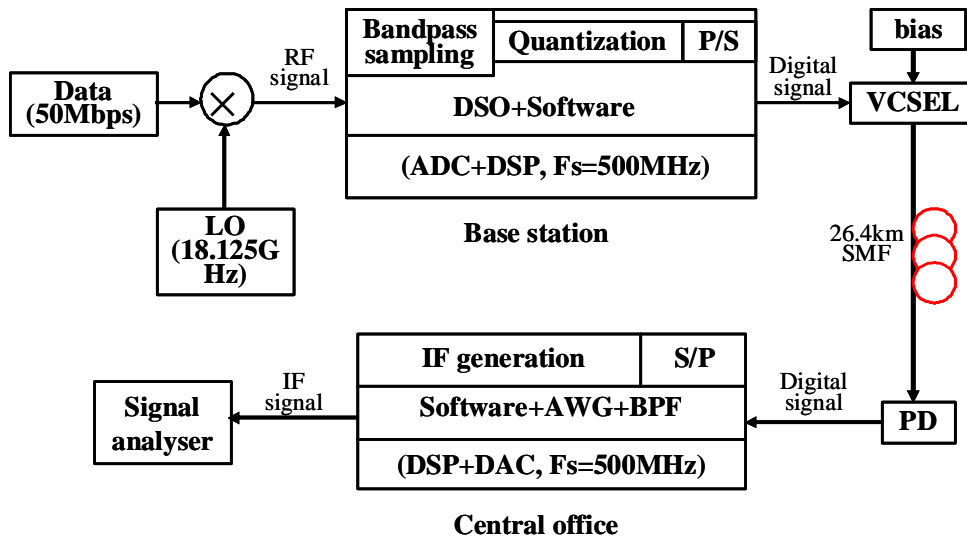 Data
(50Mbps)
RF
signal
LO
(18.125G
Hz)
Bandpass
sampling
Quantization
P/S
DSO+Software
(ADC+DSP, Fs=500MHz)
Base station
Digital
signal
bias
VCSEL
26.4km
SMF
PD
Digital
signal
IF generation
S/P
Software+AWG+BPF
(DSP+DAC, Fs=500MHz)
Central office
IF
signal
Signal
analyser